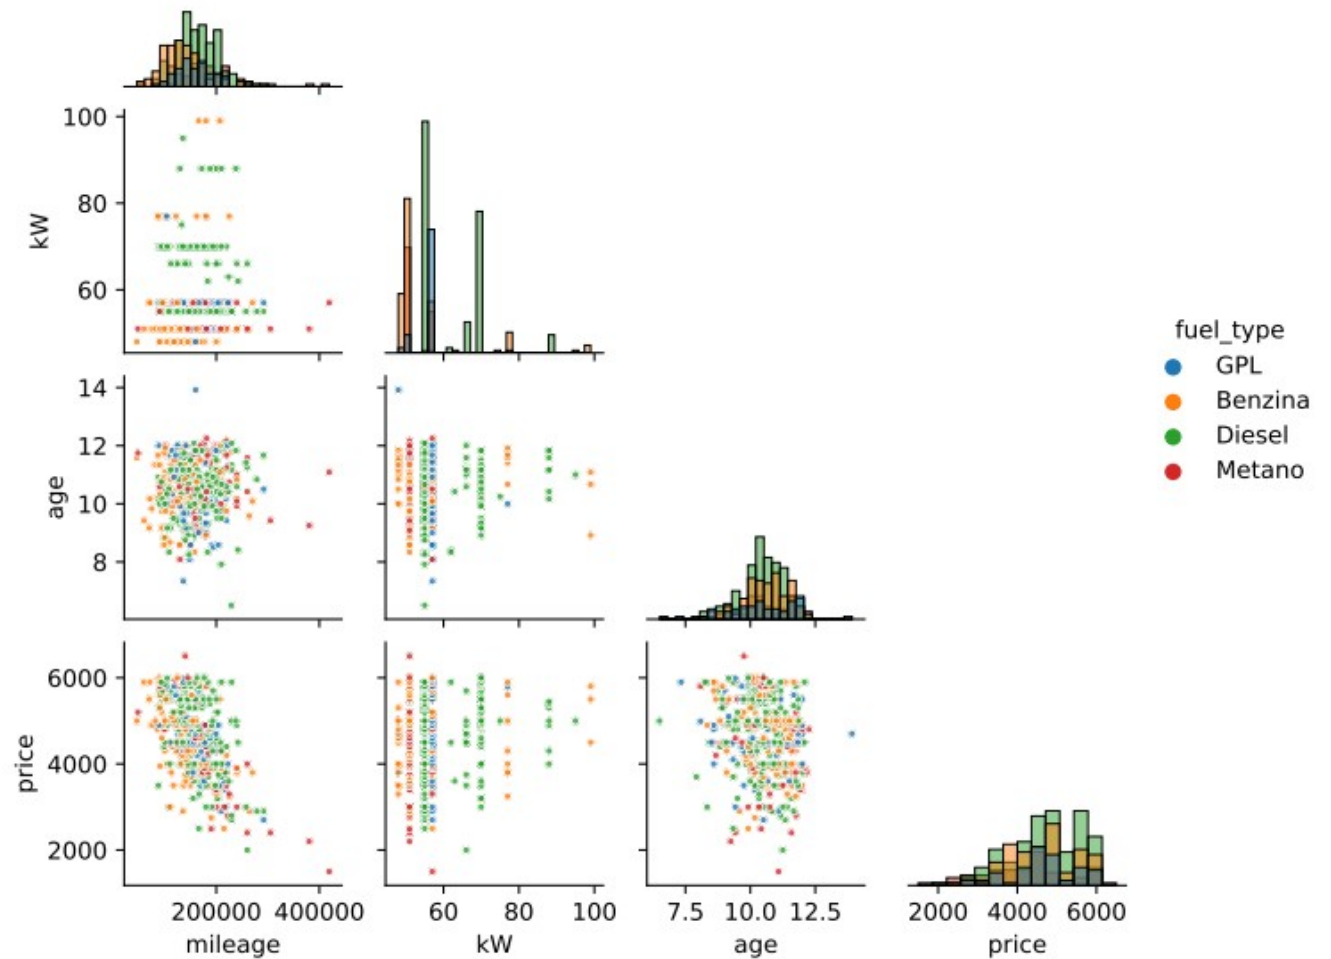 100
80
60
kW
14
12
10
8
age
6000
4000
2000
price
200000 400000
mileage
60 80 100
kW
7.5 10.0 12.5
age
2000 4000 6000
price
fuel_type
GPL
Benzina
Diesel
Metano